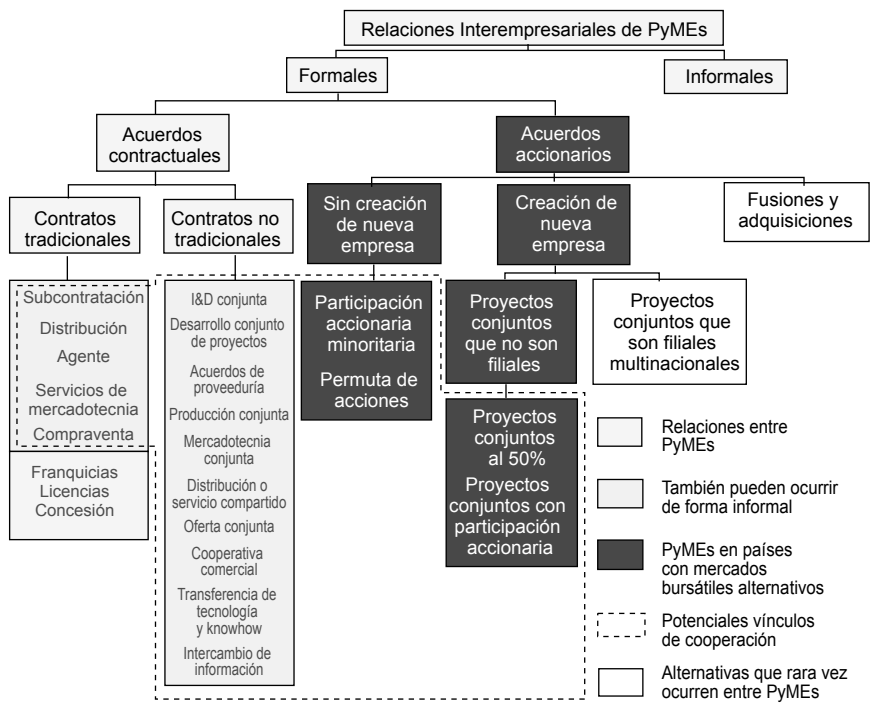 Relaciones Interempresariales de PyMEs
Formales
Informales
Acuerdos
contractuales
Acuerdos
accionarios
Contratos
tradicionales
Contratos no
tradicionales
Sin creación
de nueva
empresa
Creación de
nueva
empresa
Fusiones y
adquisiciones
Subcontratación
Distribución
Agente
Servicios de
mercadotecnia
Compraventa
Franquicias
Licencias
Concesión
I&D conjunta
Desarrollo conjunto
de proyectos
Acuerdos de
proveeduría
Producción conjunta
Mercadotecnia
conjunta
Distribución o
servicio compartido
Oferta conjunta
Cooperativa
comercial
Transferencia de
tecnología
y knowhow
Intercambio de
información
Participación
accionaria
minoritaria
Permuta de
acciones
Proyectos
conjuntos
que no son
filiales
Proyectos
conjuntos que
son filiales
multinacionales
Proyectos
conjuntos
al 50%
Proyectos
conjuntos con
participación
accionaria
Relaciones entre
PyMEs
También pueden ocurrir
de forma informal
PyMEs en países
con mercados
bursátiles alternativos
Potenciales vínculos
de cooperación
Alternativas que rara vez
ocurren entre PyMEs